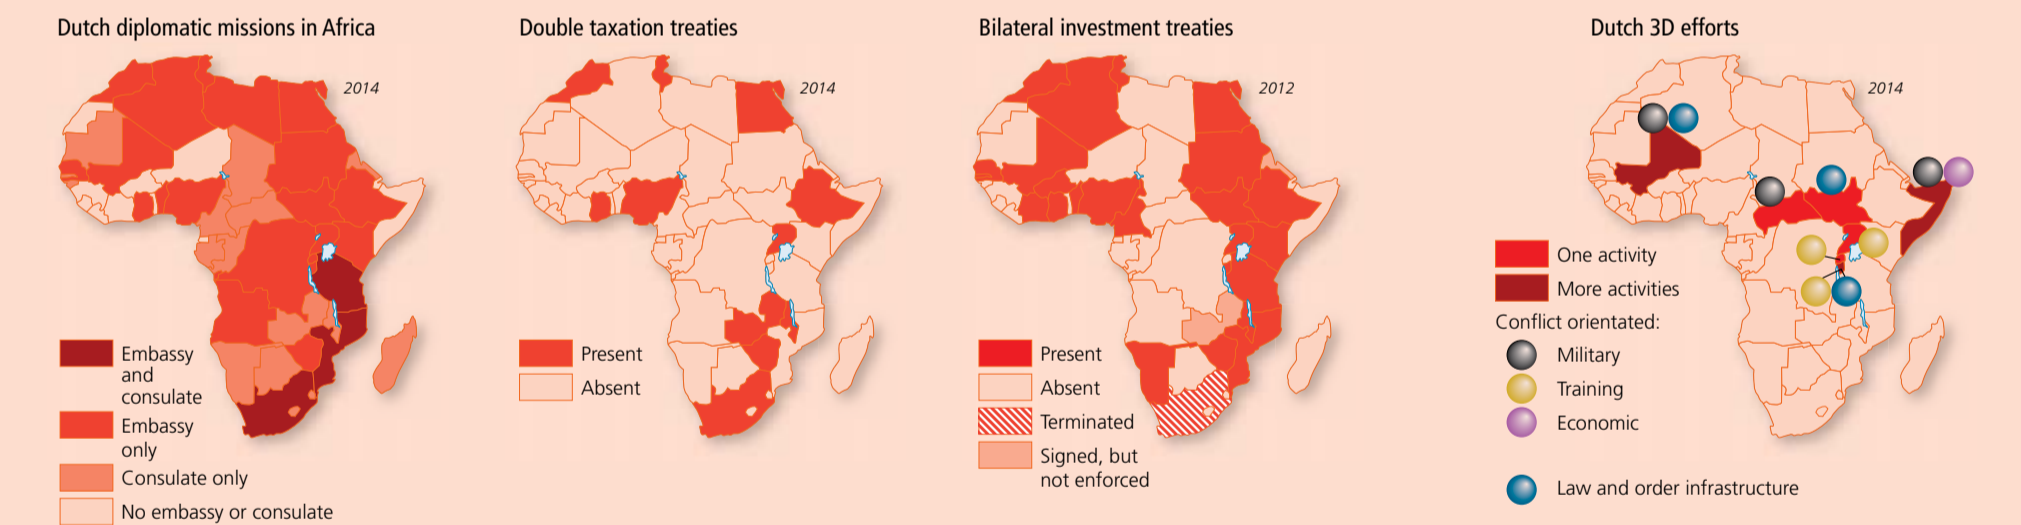 Dutch diplomatic missions in Africa
2014
Embassy
and
consulate
Embassy
only
Consulate only
No embassy or consulate
Double taxation treaties
2014
Present
Absent
Bilateral investment treaties
2012
Present
Absent
Terminated
Signed, but
not enforced
Dutch 3D efforts
2014
One activity
More activities
Conflict orientated:
Military
Training
Economic
Law and order infrastructure